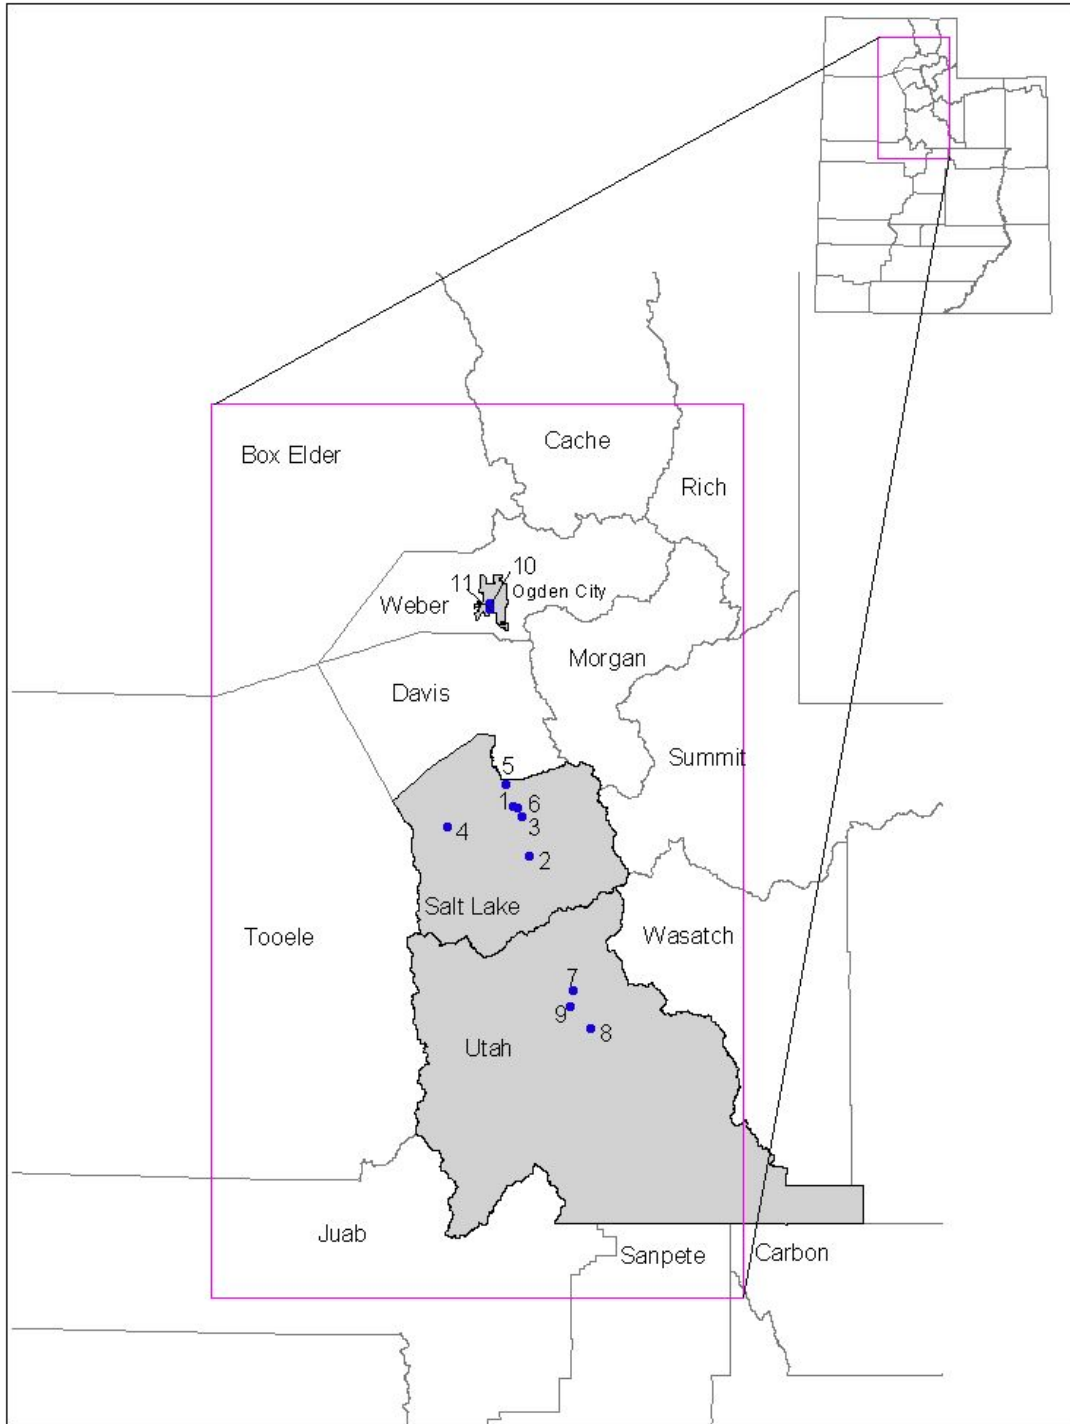 Cache
Box Elder
Rich
10
11
Ogden City
Weber
Morgan
Davis
Summit
5
1
6
3
4
2
Salt Lake
Tooele
Wasatch
7
9
8
Utah
Juab
Sanpete
Carbon